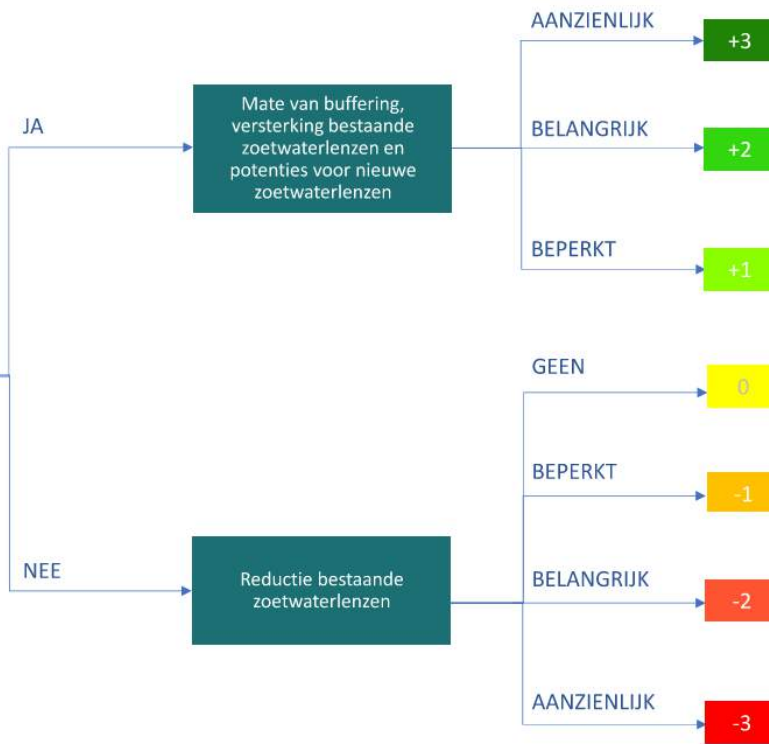 AANZIENLIJK
+3
JA
Mate van buffering,
versterking bestaande
zoetwaterlenzen en
potenties voor nieuwe
zoetwaterlenzen
BELANGRIJK
+2
BEPERKT
+1
GEEN
0
BEPERKT
-1
NEE
Reductie bestaande
zoetwaterlenzen
BELANGRIJK
-2
AANZIENLIJK
-3